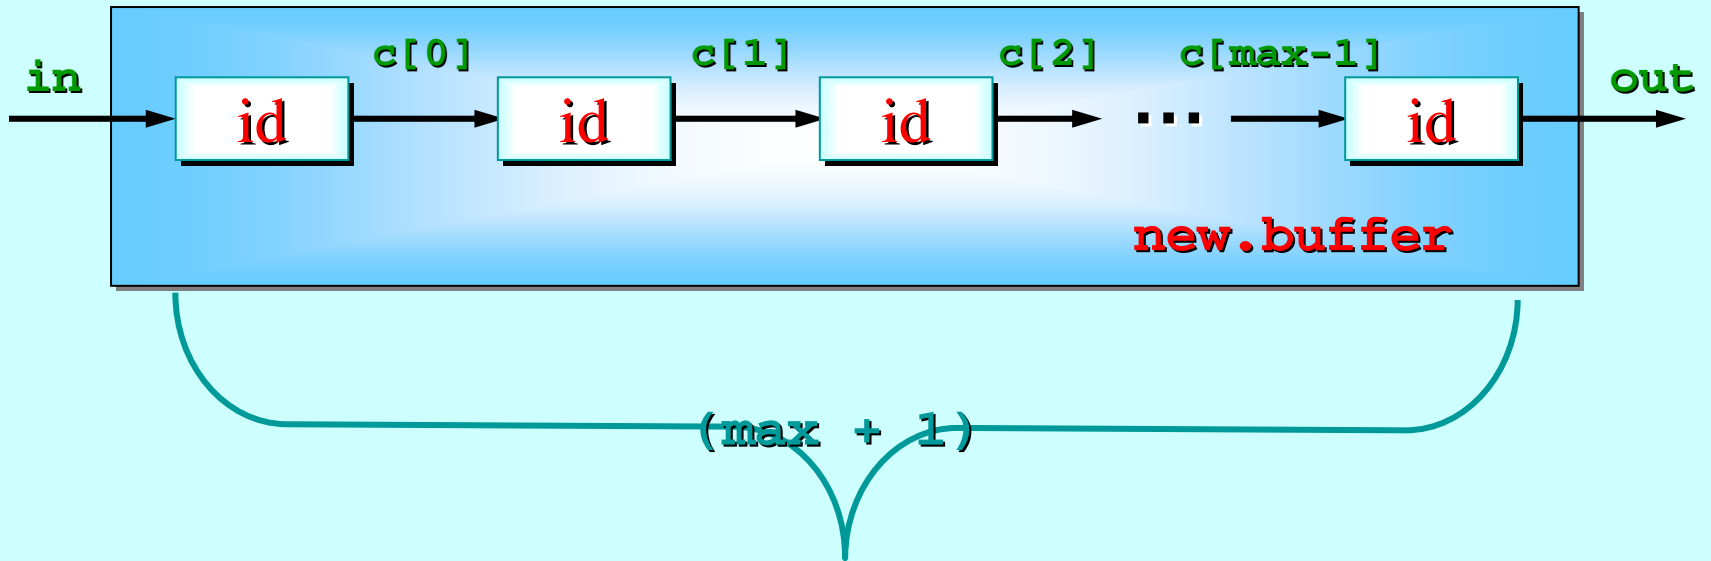 c[0] c[1] c[2] c[max-1]
in out
id id id ... id
new.buffer
(max + 1)